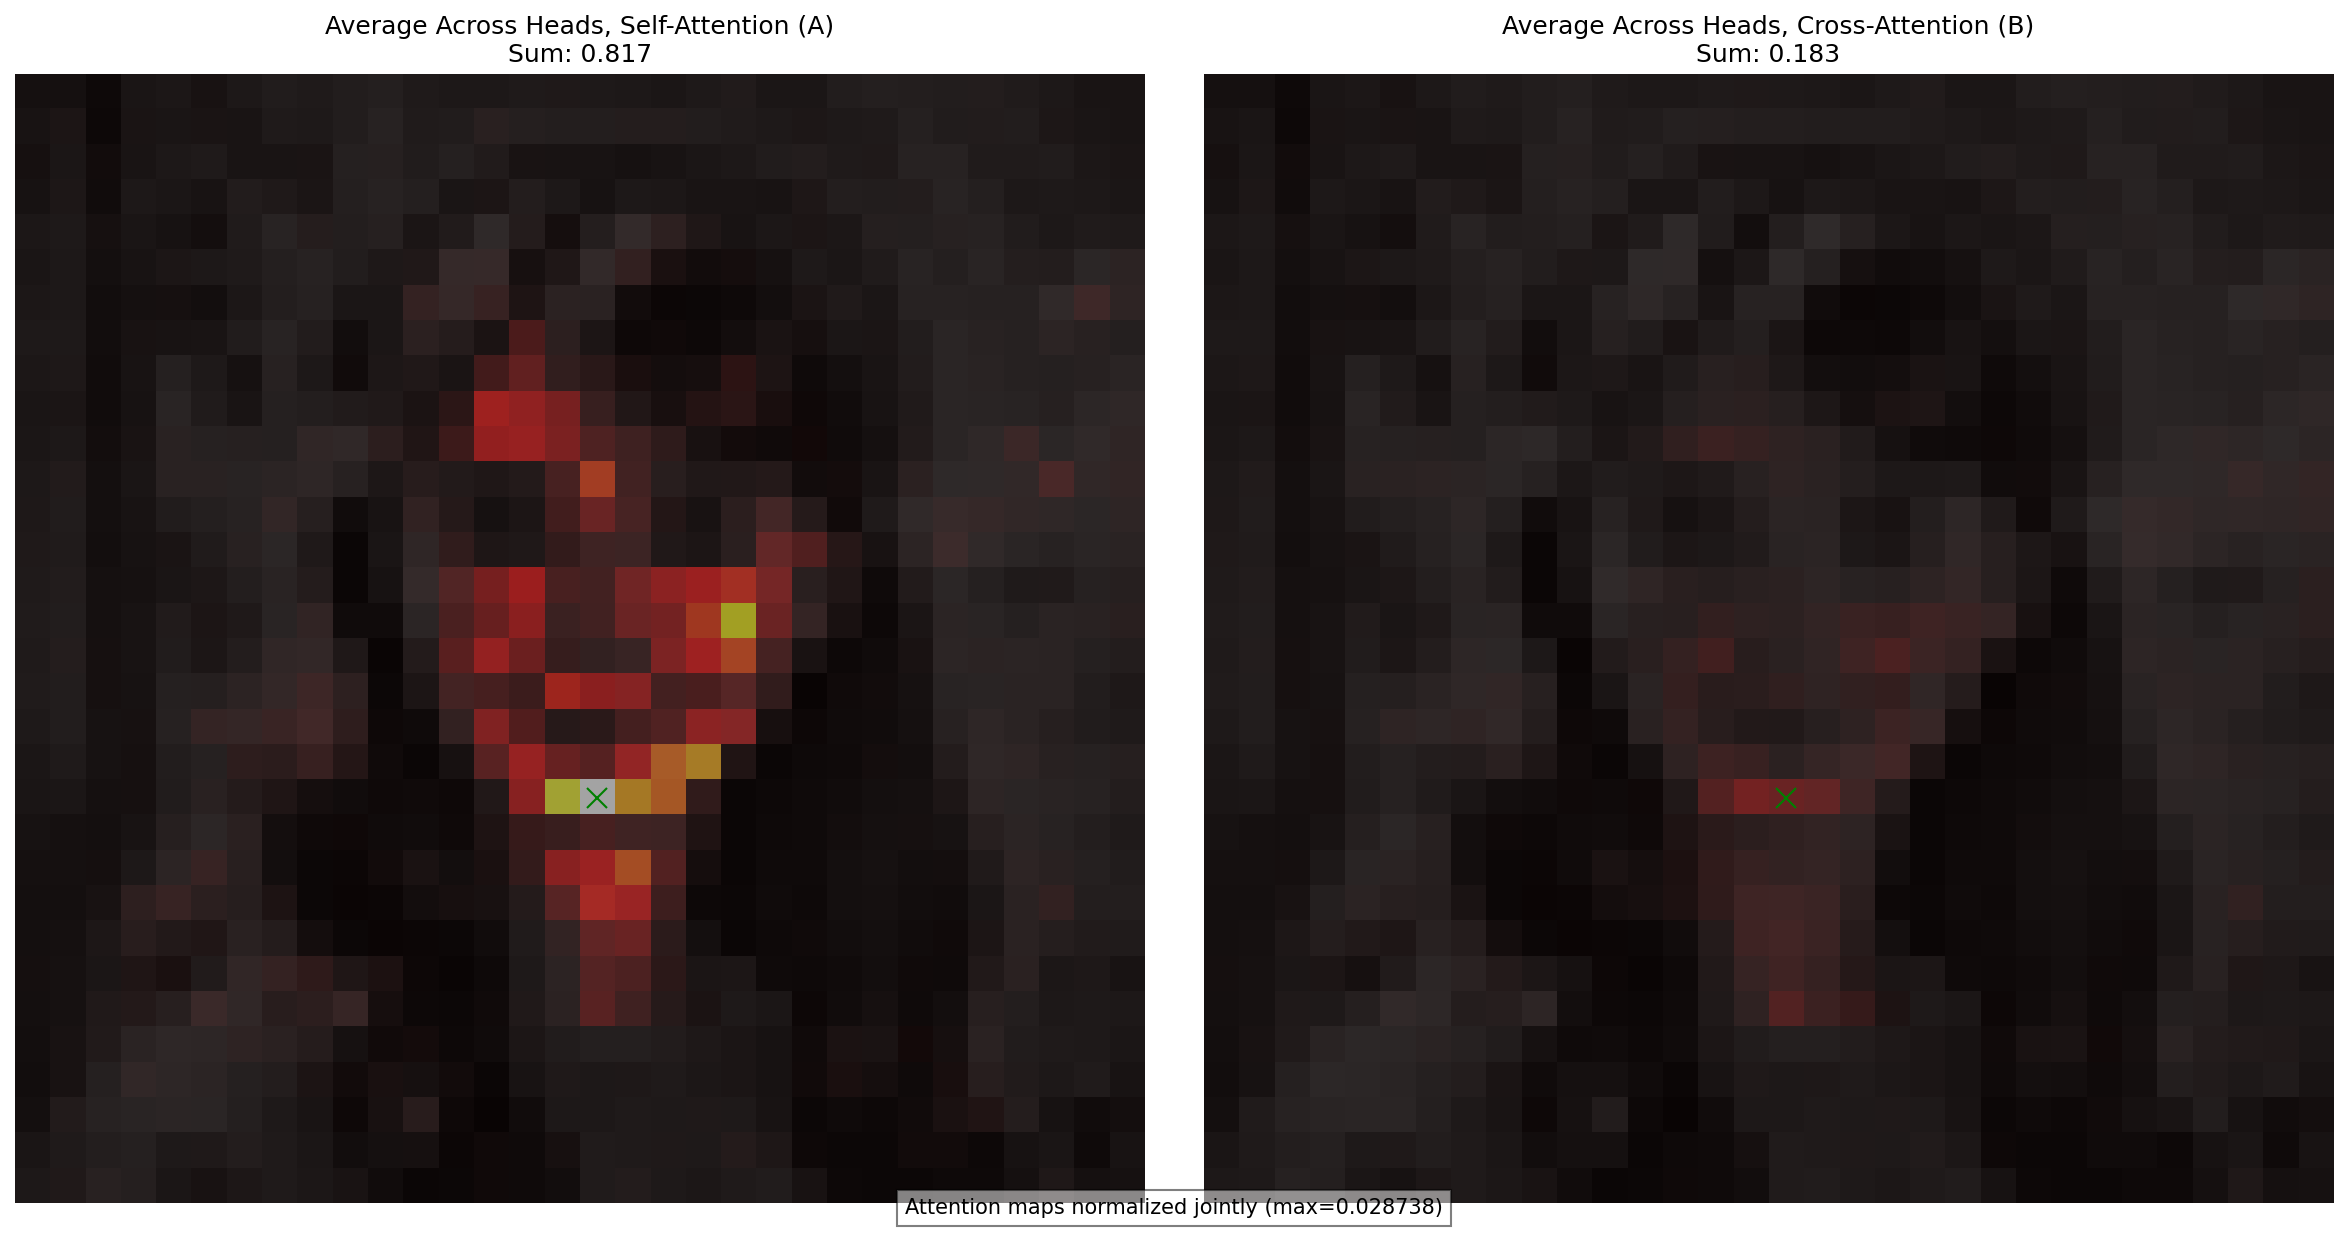 Average Across Heads, Self-Attention (A)
Sum: 0.817
Average Across Heads, Cross-Attention (B)
Sum: 0.183
Attention maps normalized jointly (max=0.028738)